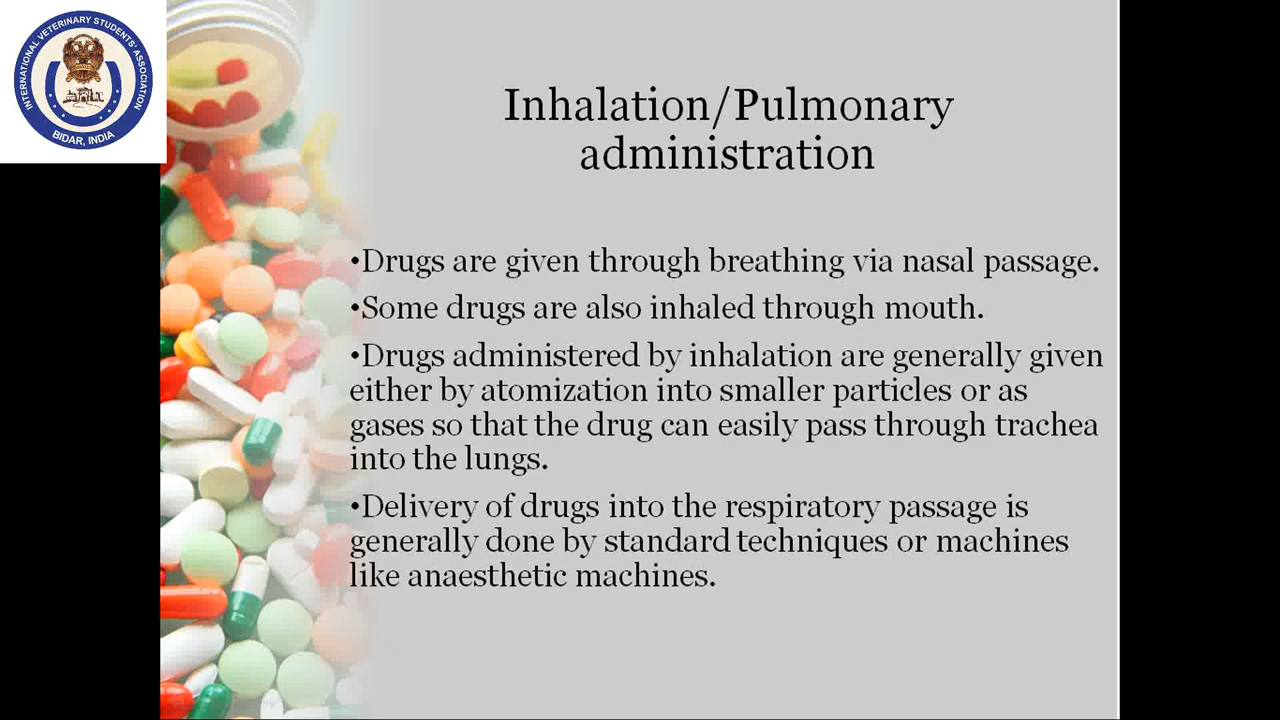 INTERNATIONAL VETERINARY STUDENTS' ASSOCIATION
BIDAR, INDIA
Inhalation/Pulmonary
administration
•Drugs are given through breathing via nasal passage.
•Some drugs are also inhaled through mouth.
•Drugs administered by inhalation are generally given
either by atomization into smaller particles or as
gases so that the drug can easily pass through trachea
into the lungs.
•Delivery of drugs into the respiratory passage is
generally done by standard techniques or machines
like anaesthetic machines.